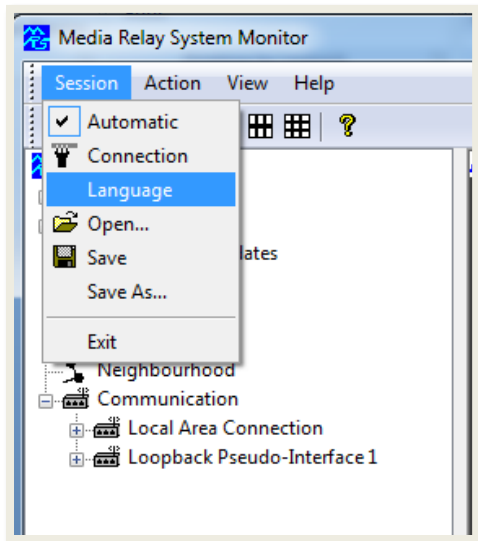 Media Relay System Monitor
Session Action View Help
Automatic
Connection
Language
Open...
Save
lates
Save As...
Exit
Neighbourhood
Communication
Local Area Connection
Loopback Pseudo-Interface 1